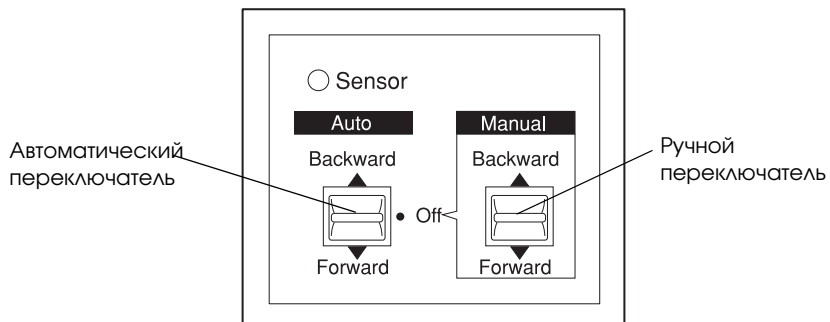 Sensor
Auto
Manual
Автоматический
переключатель
Backward
Backward
Ручной
переключатель
• Off
Forward
Forward